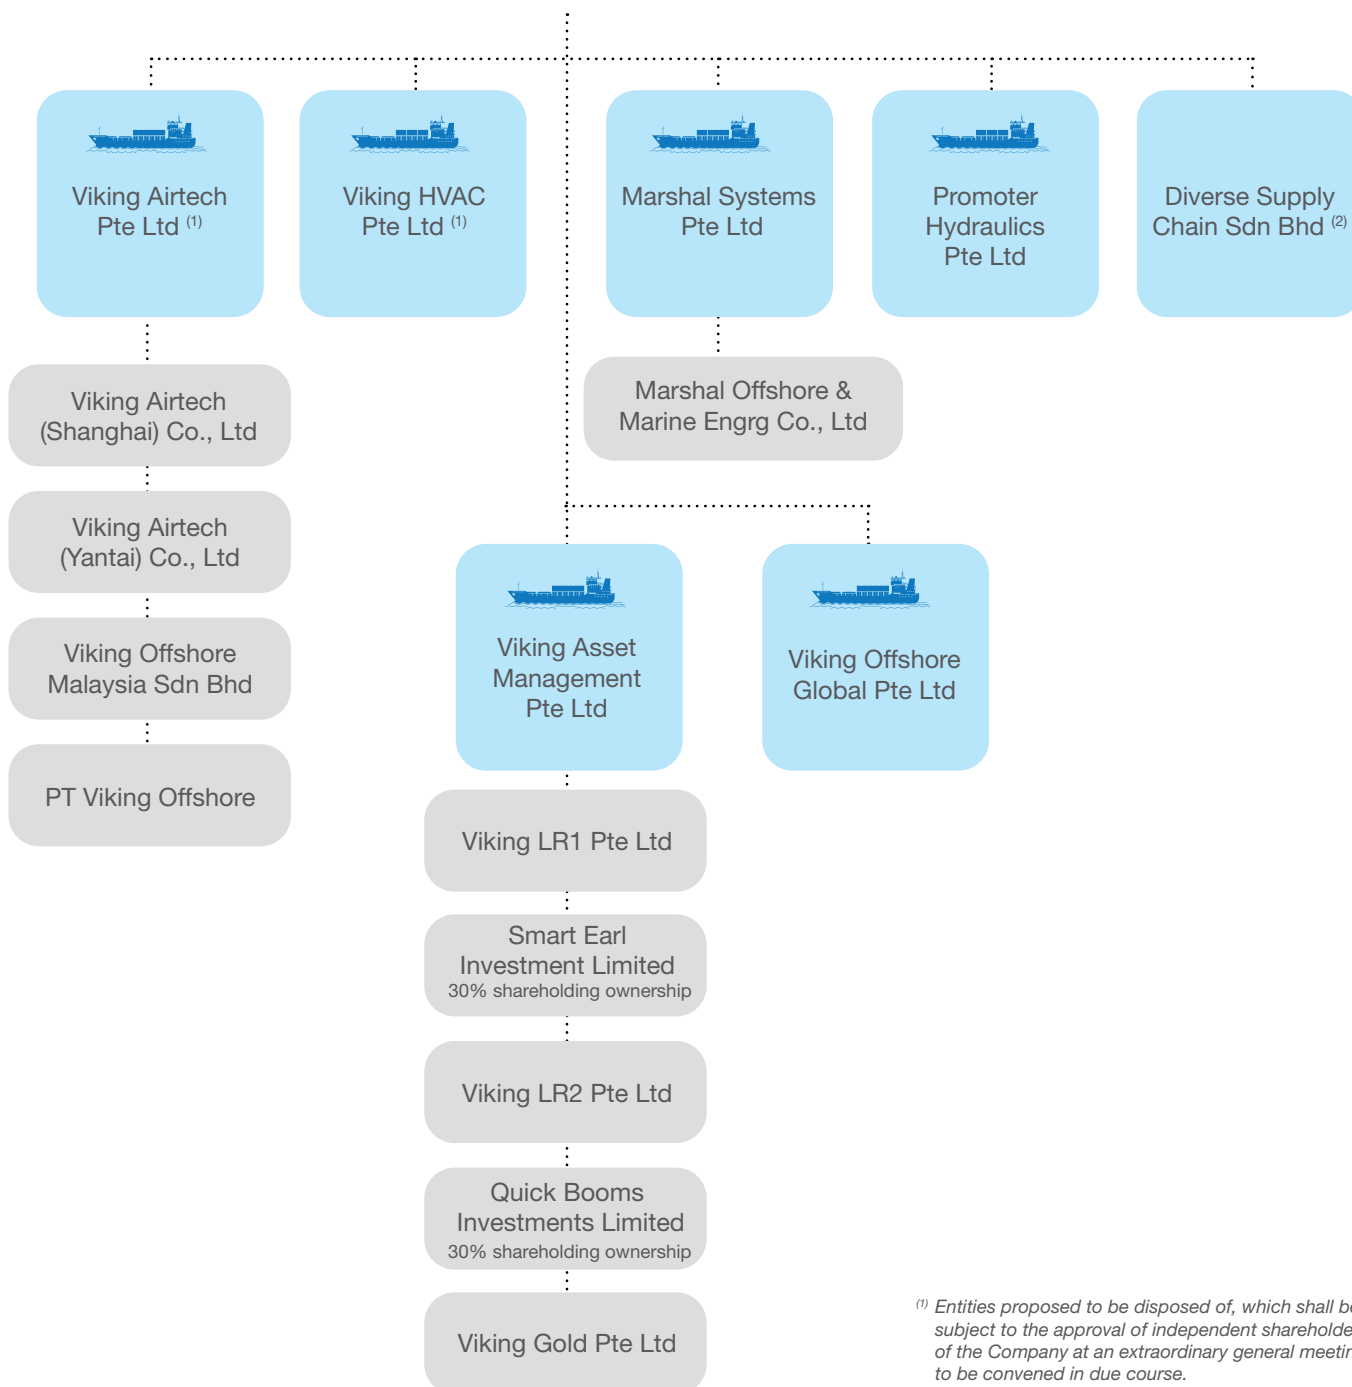 Viking Airtech
Pte Ltd (1)
Viking HVAC
Pte Ltd (1)
Marshal Systems
Pte Ltd
Promoter
Hydraulics
Pte Ltd
Diverse Supply
Chain Sdn Bhd (2)
Viking Airtech
(Shanghai) Co., Ltd
Marshal Offshore &
Marine Engrg Co., Ltd
Viking Airtech
(Yantai) Co., Ltd
Viking Offshore
Malaysia Sdn Bhd
PT Viking Offshore
Viking Asset
Management
Pte Ltd
Viking Offshore
Global Pte Ltd
Viking LR1 Pte Ltd
Smart Earl
Investment Limited
30% shareholding ownership
Viking LR2 Pte Ltd
Quick Booms
Investments Limited
30% shareholding ownership
Viking Gold Pte Ltd
(1) Entities proposed to be disposed of, which shall be
subject to the approval of independent shareholde
of the Company at an extraordinary general meetin
to be convened in due course.